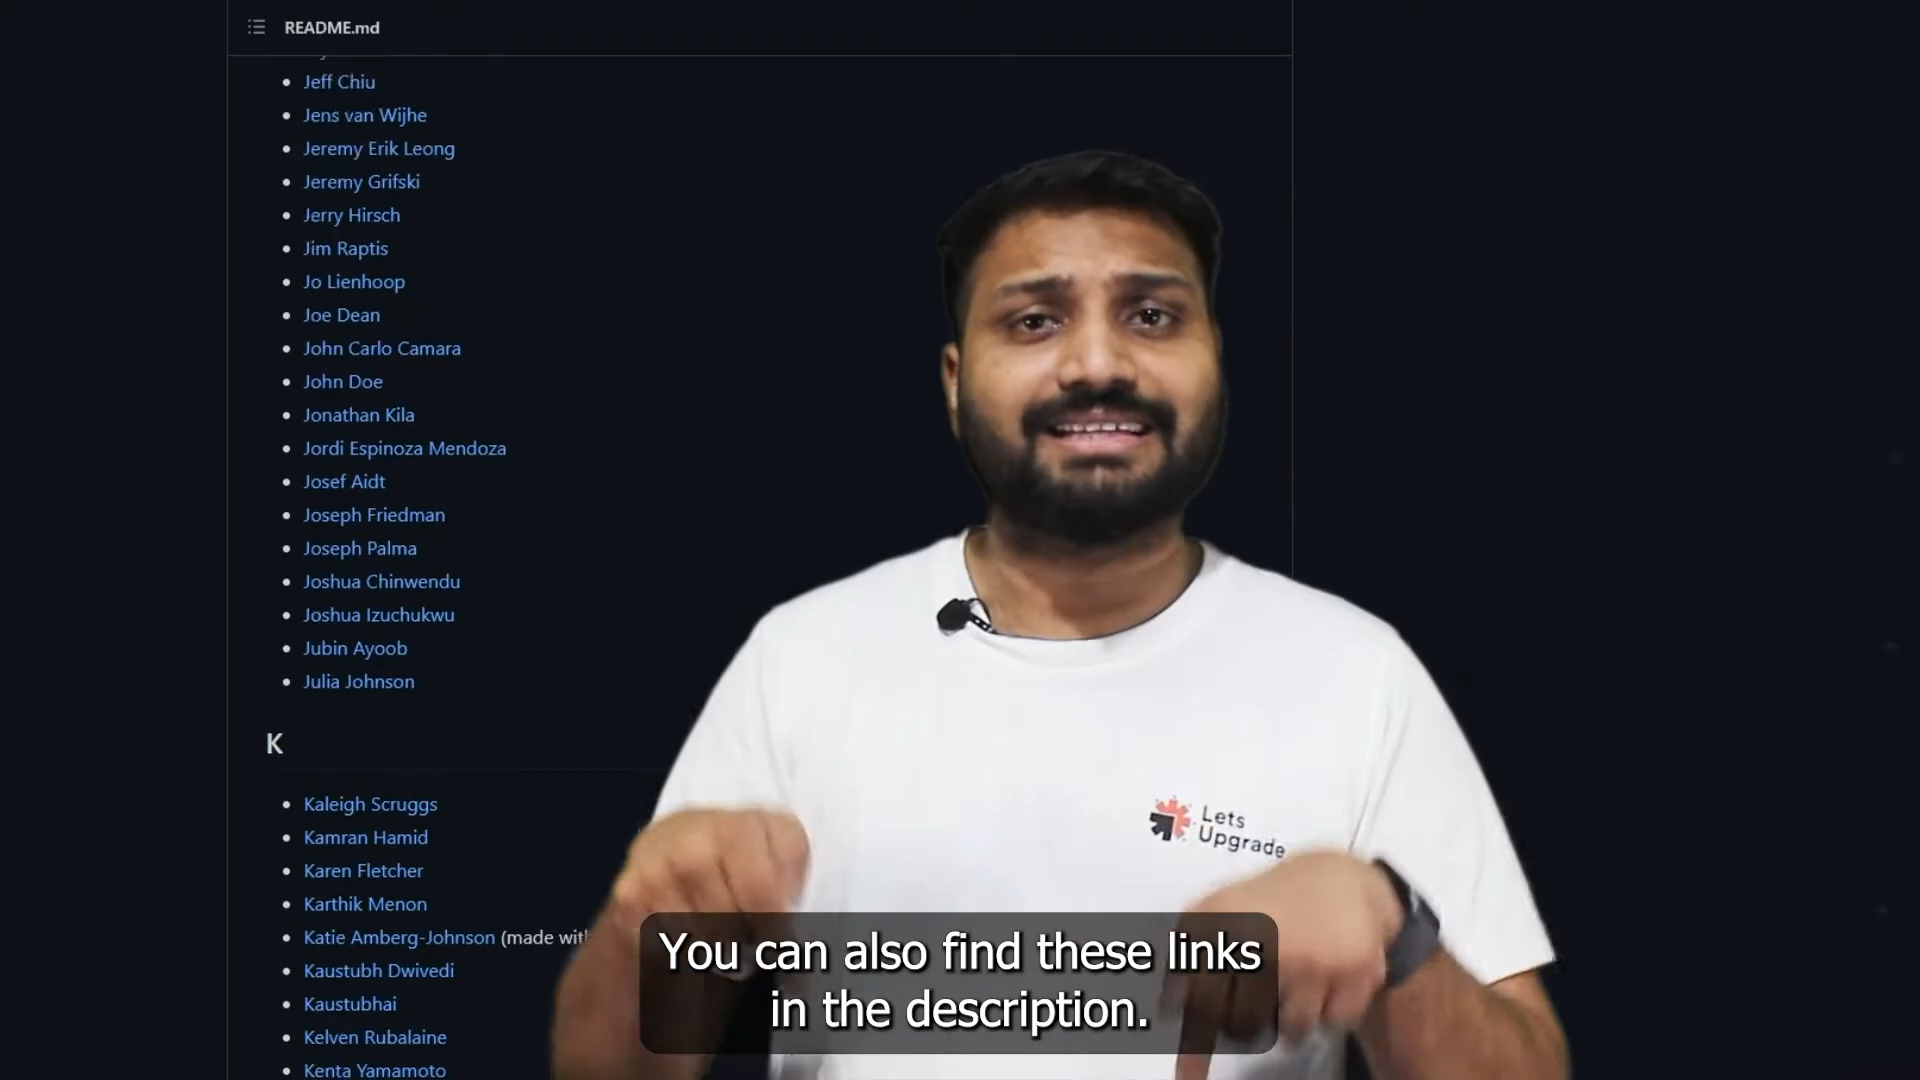 README.md
Jeff Chiu
Jens van Wijhe
Jeremy Erik Leong
Jeremy Grifski
Jerry Hirsch
Jim Raptis
Jo Lienhoop
Joe Dean
John Carlo Camara
John Doe
Jonathan Kila
Jordi Espinoza Mendoza
Josef Aidt
Joseph Friedman
Joseph Palma
Joshua Chinwendu
Joshua Izuchukwu
Jubin Ayoob
Julia Johnson
K
Kaleigh Scruggs
Kamran Hamid
Karen Fletcher
Karthik Menon
Katie Amberg-Johnson (made with
Kaustubh Dwivedi
Kaustubhai
Kelven Rubalaine
Kenta Yamamoto
Lets
Upgrade
You can also find these links
in the description.